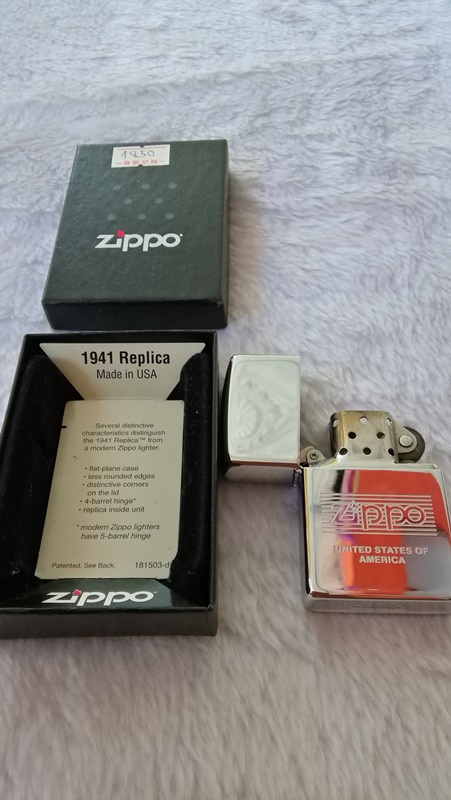 1850
zippo
1941 Replica
Made in USA
Several distinctive
characteristics distinguish
the 1941 Replica™ from
a modern Zippo lighter.
• flat-plane case
• less rounded edges
• distinctive corners
on the lid
• 4-barrel hinge*
• replica inside unit
* modern Zippo lighters
have 5-barrel hinge
Patented. See Back.
181503-d
zippo
Zippo
UNITED STATES OF
AMERICA